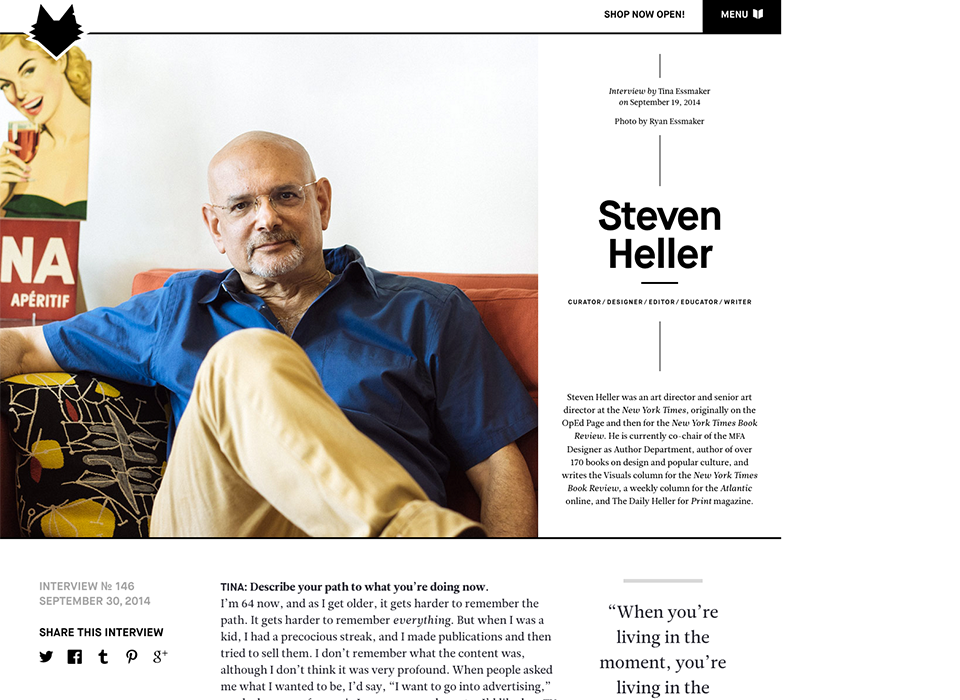 SHOP NOW OPEN!
MENU
NA
APÉRITIF
Interview by Tina Essmaker
on September 19, 2014
Photo by Ryan Essmaker
Steven
Heller
CURATOR / DESIGNER / EDITOR / EDUCATOR / WRITER
Steven Heller was an art director and senior art
director at the New York Times, originally on the
OpEd Page and then for the New York Times Book
Review. He is currently co-chair of the MFA
Designer as Author Department, author of over
170 books on design and popular culture, and
writes the Visuals column for the New York Times
Book Review, a weekly column for the Atlantic
online, and The Daily Heller for Print magazine.
INTERVIEW № 146
SEPTEMBER 30, 2014
SHARE THIS INTERVIEW
TINA: Describe your path to what you’re doing now.
I’m 64 now, and as I get older, it gets harder to remember the
path. It gets harder to remember everything. But when I was a
kid, I had a precocious streak, and I made publications and then
tried to sell them. I don’t remember what the content was,
although I don’t think it was very profound. When people asked
me what I wanted to be, I’d say, “I want to go into advertising,”
“When you’re
living in the
moment, you’re
living in the